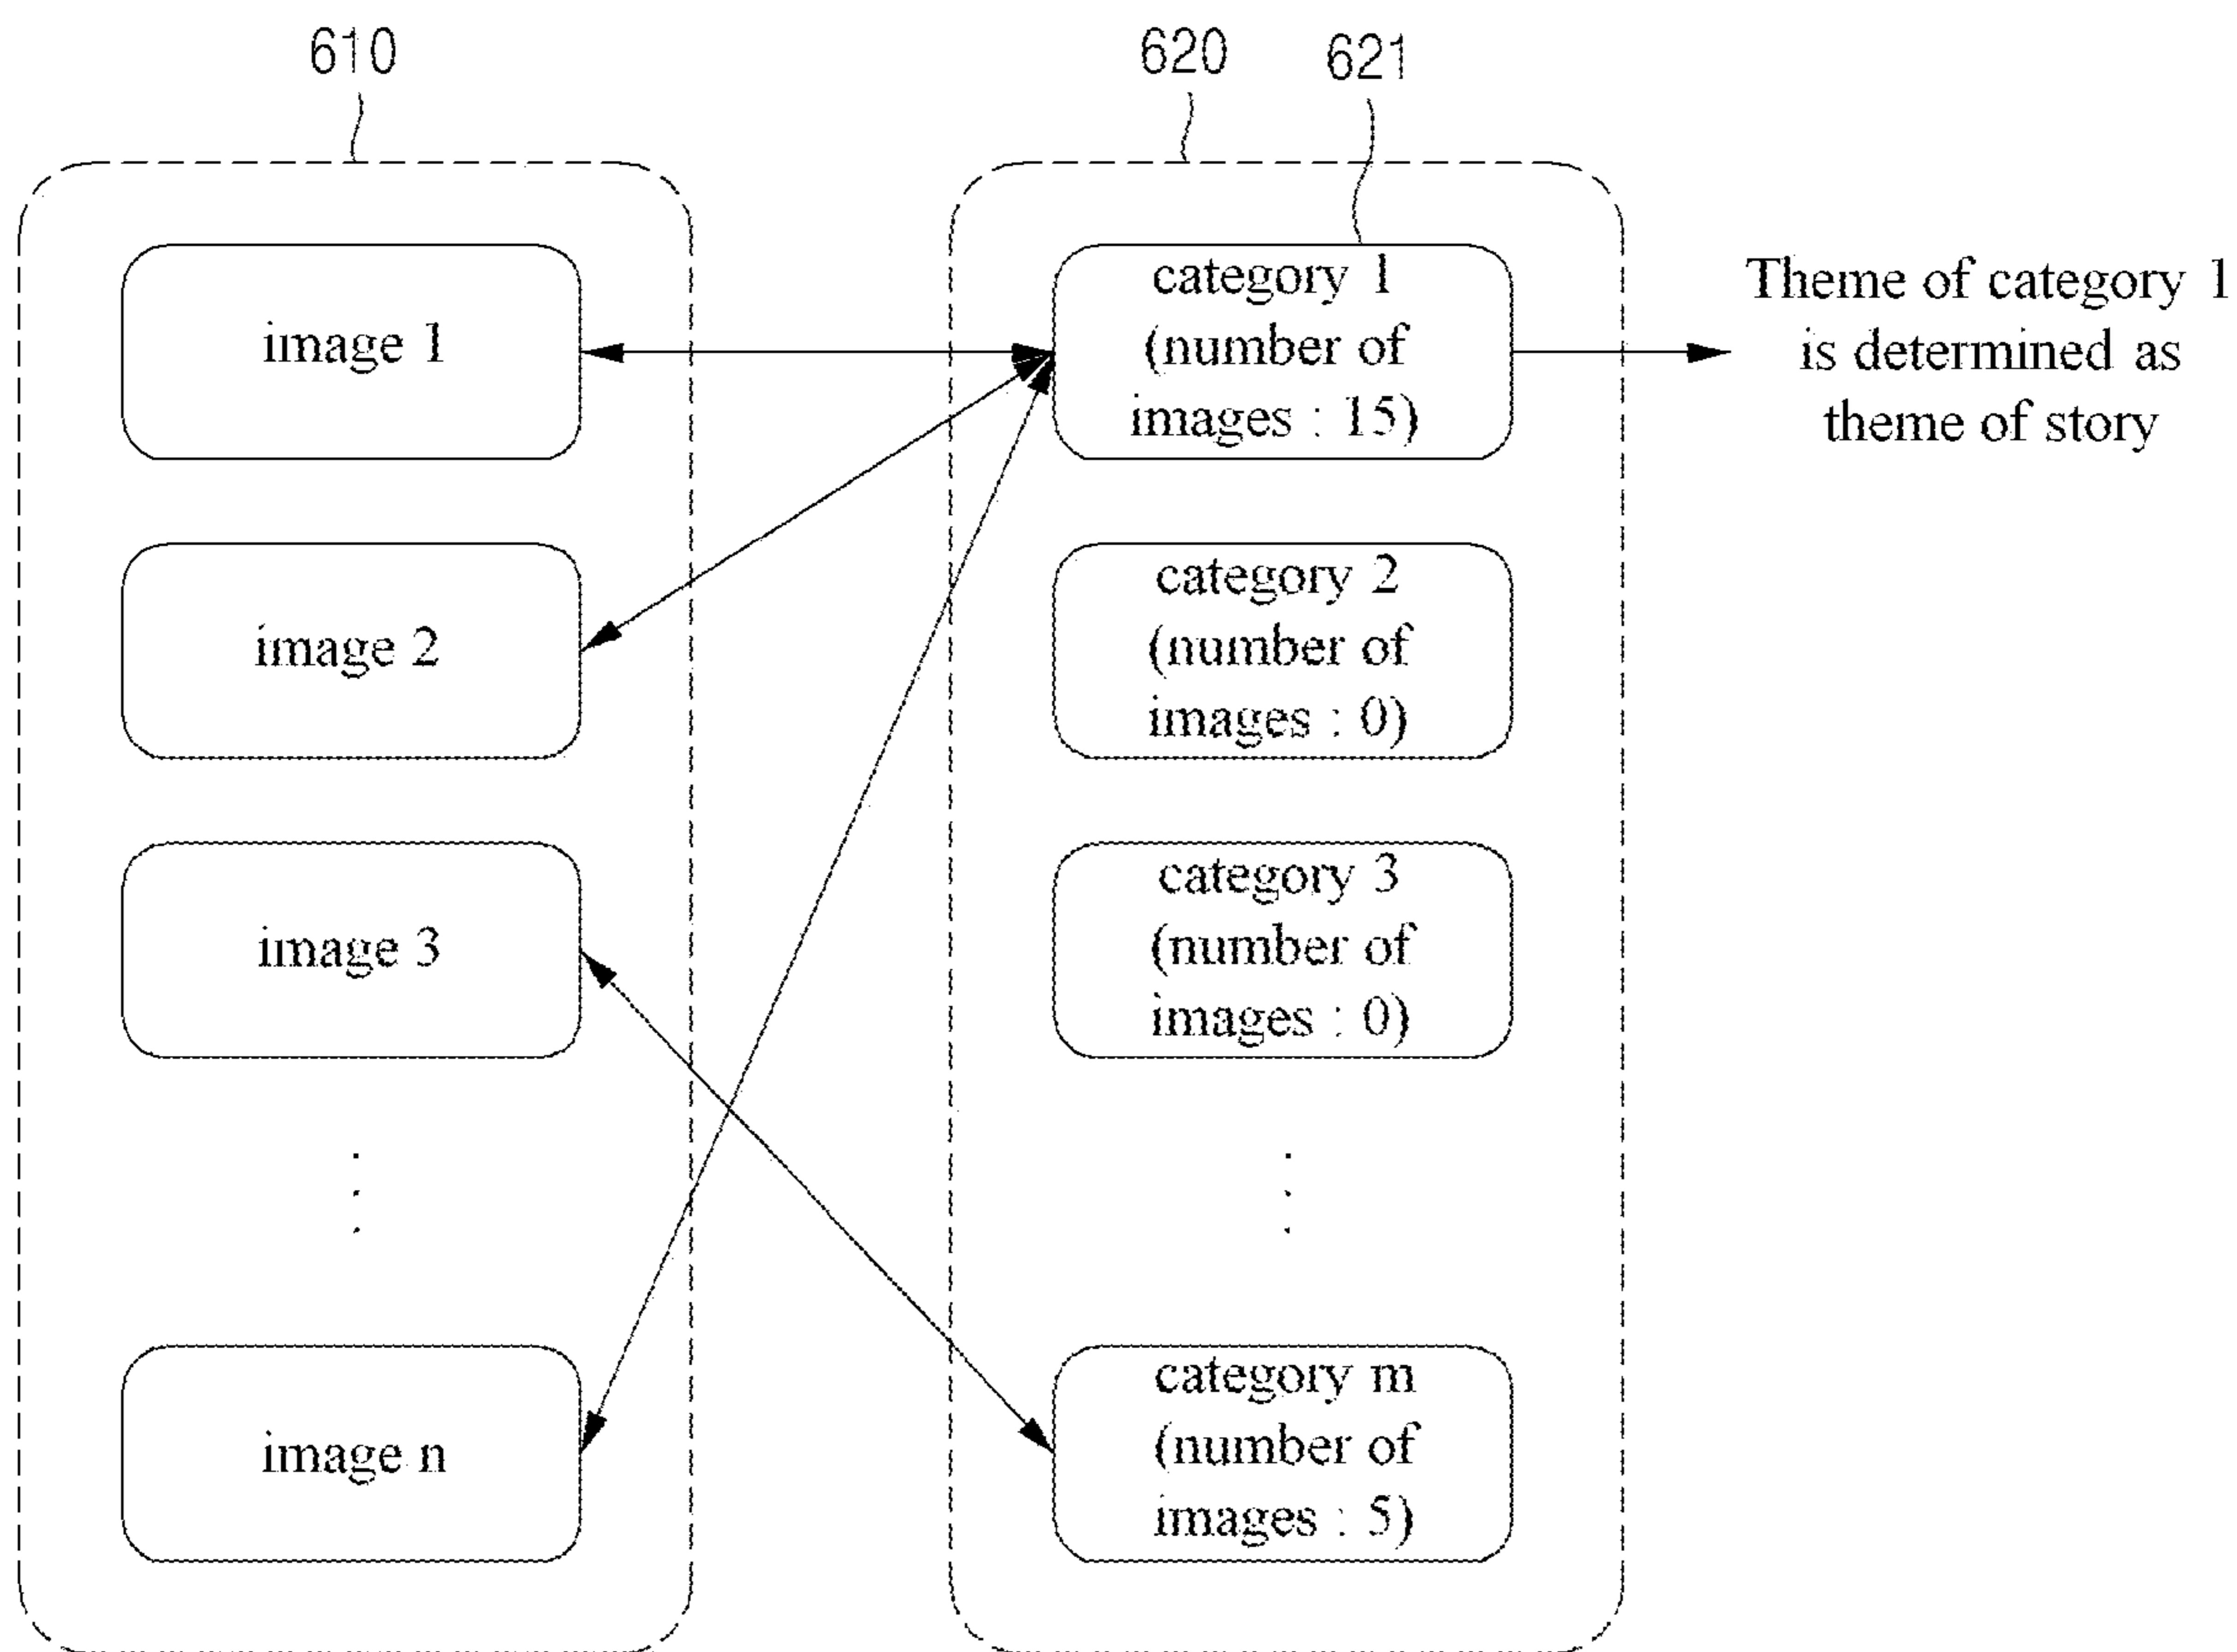 610
620
621
image 1
image 2
image 3
image n
category 1
(number of
images : 15)
category 2
(number of
images : 0)
category 3
(number of
images : 0)
category m
(number of
images : 5)
Theme of category 1
is determined as
theme of story